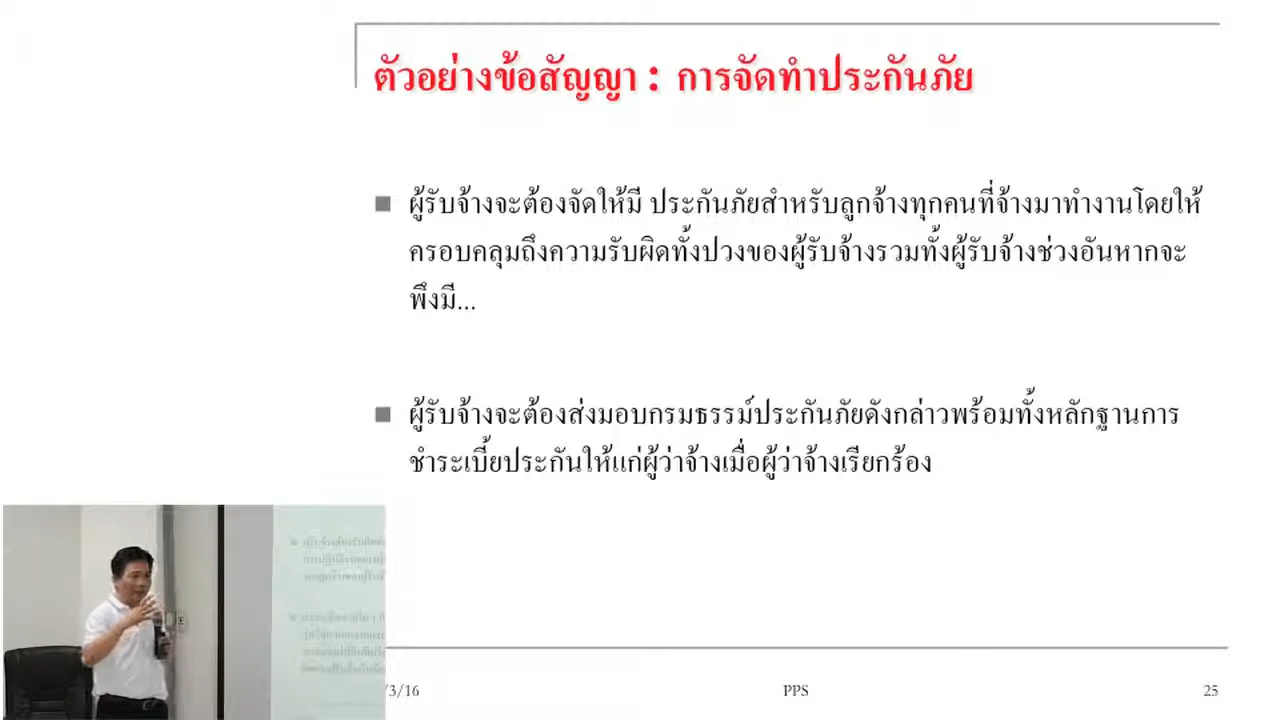 ตัวอย่างข้อสัญญา : การจัดทำประกันภัย
ผู้รับจ้างจะต้องจัดให้มี ประกันภัยสำหรับลูกจ้างทุกคนที่จ้างมาทำงานโดยให้
ครอบคลุมถึงความรับผิดทั้งปวงของผู้รับจ้างรวมทั้งผู้รับจ้างช่วงอันหากจะ
พึงมี...
ผู้รับจ้างจะต้องส่งมอบกรมธรรม์ประกันภัยดังกล่าวพร้อมทั้งหลักฐานการ
ชำระเบี้ยประกันให้แก่ผู้ว่าจ้างเมื่อผู้ว่าจ้างเรียกร้อง
/3/16 PPS 25